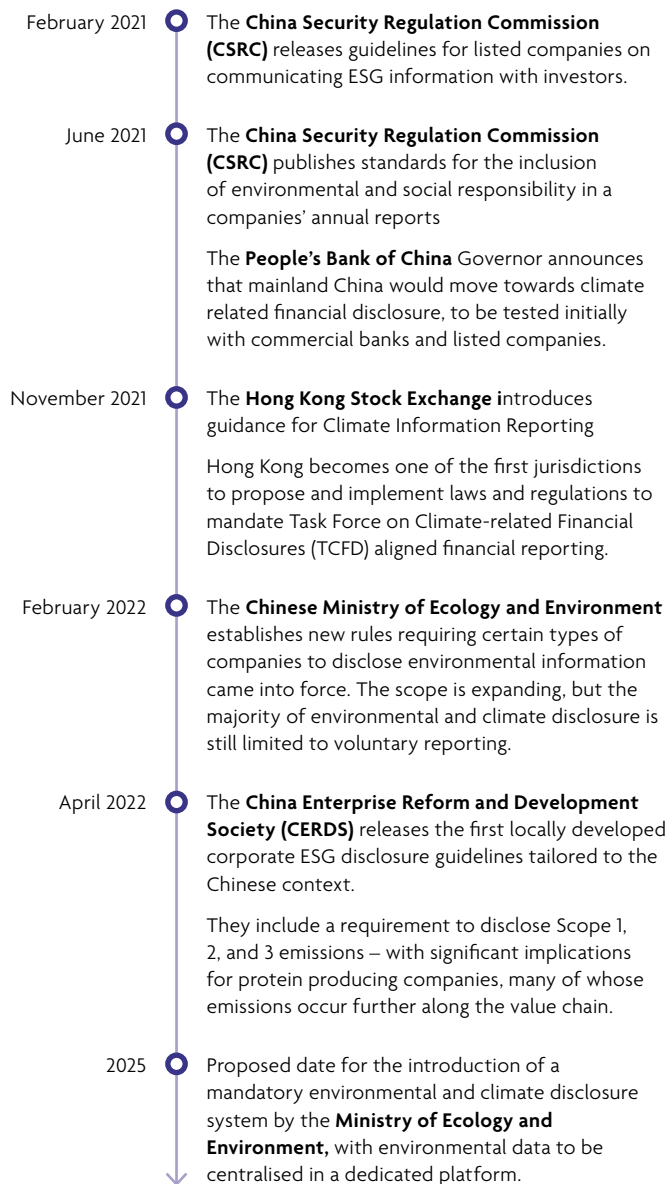 February 2021
The China Security Regulation Commission
(CSRC) releases guidelines for listed companies on
communicating ESG information with investors.
June 2021
The China Security Regulation Commission
(CSRC) publishes standards for the inclusion
of environmental and social responsibility in a
companies’ annual reports
The People’s Bank of China Governor announces
that mainland China would move towards climate
related financial disclosure, to be tested initially
with commercial banks and listed companies.
November 2021
The Hong Kong Stock Exchange introduces
guidance for Climate Information Reporting
Hong Kong becomes one of the first jurisdictions
to propose and implement laws and regulations to
mandate Task Force on Climate-related Financial
Disclosures (TCFD) aligned financial reporting.
February 2022
The Chinese Ministry of Ecology and Environment
establishes new rules requiring certain types of
companies to disclose environmental information
came into force. The scope is expanding, but the
majority of environmental and climate disclosure is
still limited to voluntary reporting.
April 2022
The China Enterprise Reform and Development
Society (CERDS) releases the first locally developed
corporate ESG disclosure guidelines tailored to the
Chinese context.
They include a requirement to disclose Scope 1,
2, and 3 emissions – with significant implications
for protein producing companies, many of whose
emissions occur further along the value chain.
2025
Proposed date for the introduction of a
mandatory environmental and climate disclosure
system by the Ministry of Ecology and
Environment, with environmental data to be
centralised in a dedicated platform.